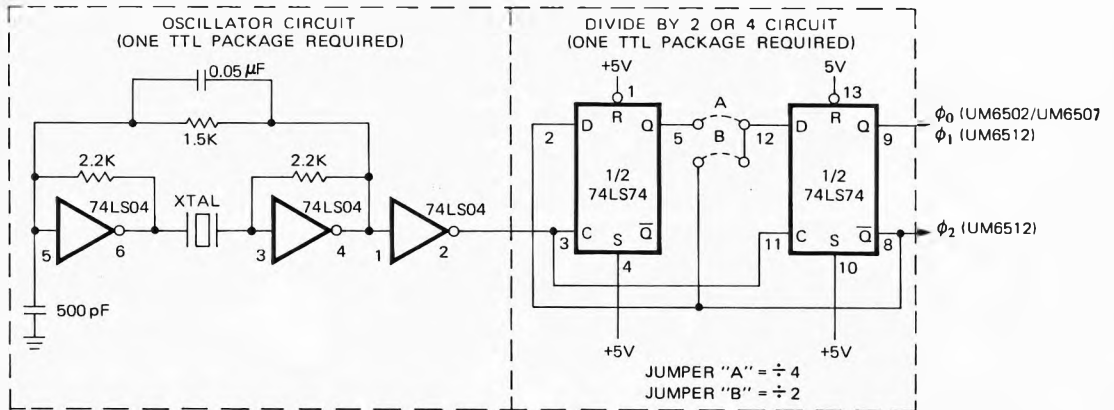 OSCILLATOR CIRCUIT
(ONE TTL PACKAGE REQUIRED)
0.05 μF
1.5K
2.2K
2.2K
74LS04
XTAL
74LS04
74LS04
5
6
3
4
1
2
500 pF
DIVIDE BY 2 OR 4 CIRCUIT
(ONE TTL PACKAGE REQUIRED)
+5V
5V
1
13
R
R
A
2
D
Q
5
12
D
Q
9
B
1/2
74LS74
1/2
74LS74
3
C
S
Q̅
11
C
S
Q̅
8
4
10
+5V
+5V
ϕ0 (UM6502/UM6507
ϕ1 (UM6512)
ϕ2 (UM6512)
JUMPER "A" = ÷ 4
JUMPER "B" = ÷ 2